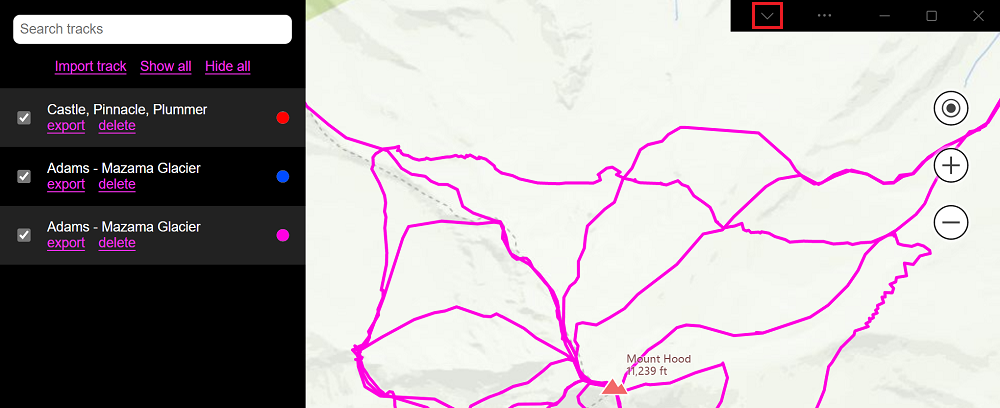 Search tracks
Import track Show all Hide all
Castle, Pinnacle, Plummer
export delete
Adams - Mazama Glacier
export delete
Adams - Mazama Glacier
export delete
Mount Hood
11,239 ft